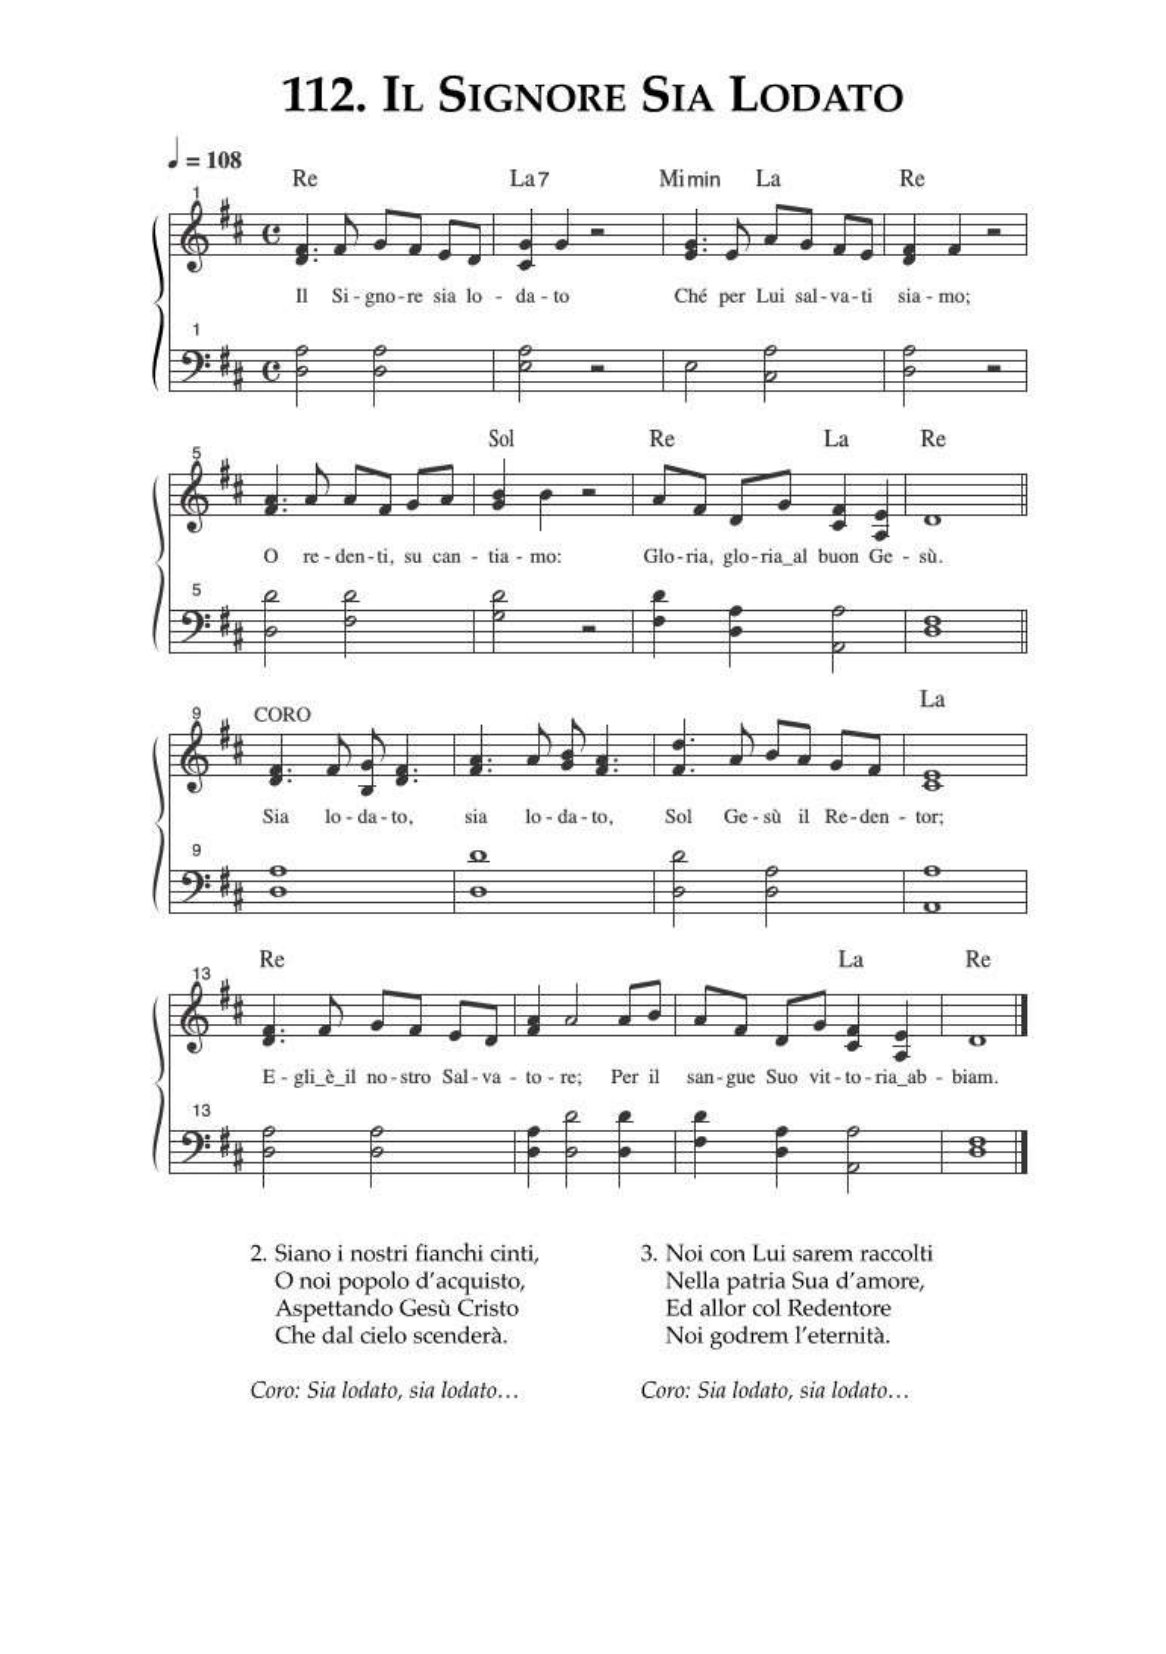 112. Il Signore Sia Lodato
= 108
Re La7 Mimin La Re
1
Il Si - gno - re sia lo - da - to Ché per Lui sal - va - ti sia - mo;
1
Sol Re La Re
5
O re - den - ti, su can - tia - mo: Glo - ria, glo - ria_al buon Ge - sù.
5
La
9 CORO
Sia lo - da - to, sia lo - da - to, Sol Ge - sù il Re - den - tor;
9
Re La Re
13
E - gli_è_il no - stro Sal - va - to - re; Per il san - gue Suo vit - to - ria_ab - biam.
13
2. Siano i nostri fianchi cinti,
O noi popolo d'acquisto,
Aspettando Gesù Cristo
Che dal cielo scenderà.
Coro: Sia lodato, sia lodato…
3. Noi con Lui sarem raccolti
Nella patria Sua d'amore,
Ed allor col Redentore
Noi godrem l'eternità.
Coro: Sia lodato, sia lodato…